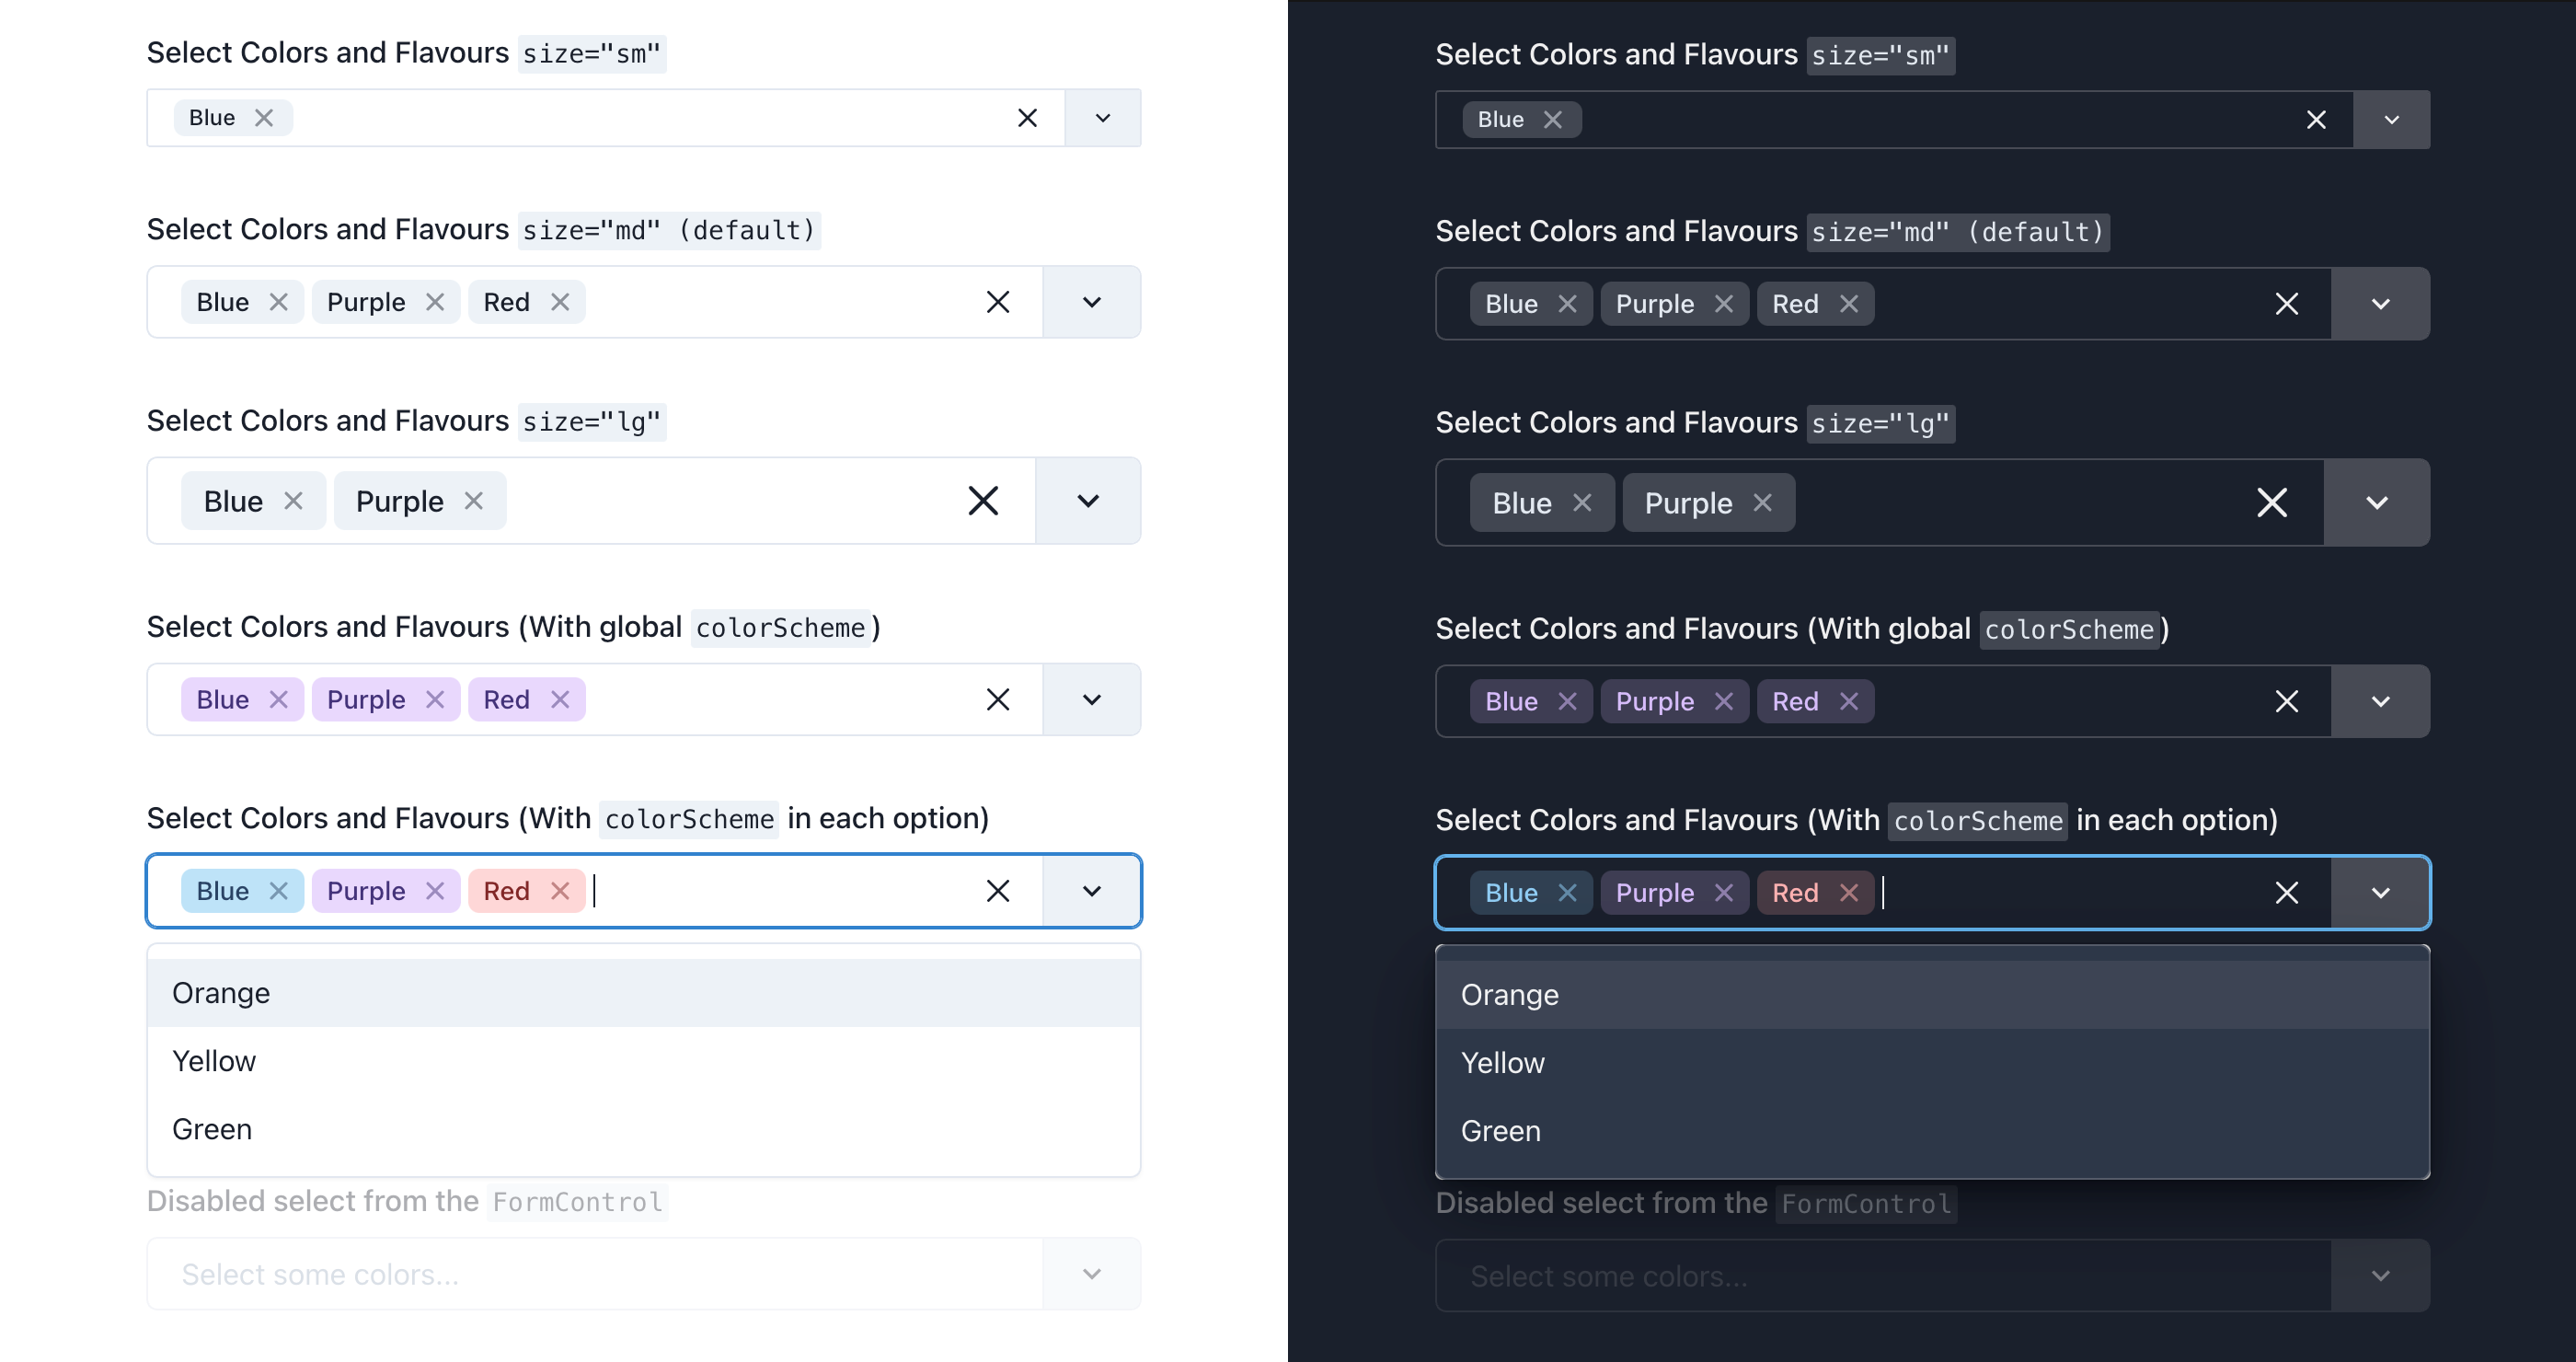 Select Colors and Flavours size="sm"
Blue
Select Colors and Flavours size="md" (default)
Blue Purple Red
Select Colors and Flavours size="lg"
Blue Purple
Select Colors and Flavours (With global colorScheme)
Blue Purple Red
Select Colors and Flavours (With colorScheme in each option)
Blue Purple Red
Orange
Yellow
Green
Disabled select from the FormControl
Select some colors...
Select Colors and Flavours size="sm"
Blue
Select Colors and Flavours size="md" (default)
Blue Purple Red
Select Colors and Flavours size="lg"
Blue Purple
Select Colors and Flavours (With global colorScheme)
Blue Purple Red
Select Colors and Flavours (With colorScheme in each option)
Blue Purple Red
Orange
Yellow
Green
Disabled select from the FormControl
Select some colors...